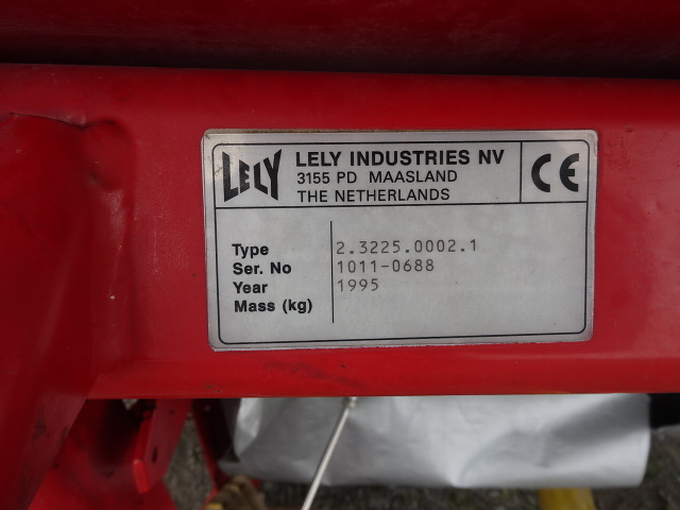 LELY
LELY INDUSTRIES NV
3155 PD MAASLAND
THE NETHERLANDS
CE
Type 2.3225.0002.1
Ser. No 1011-0688
Year 1995
Mass (kg)